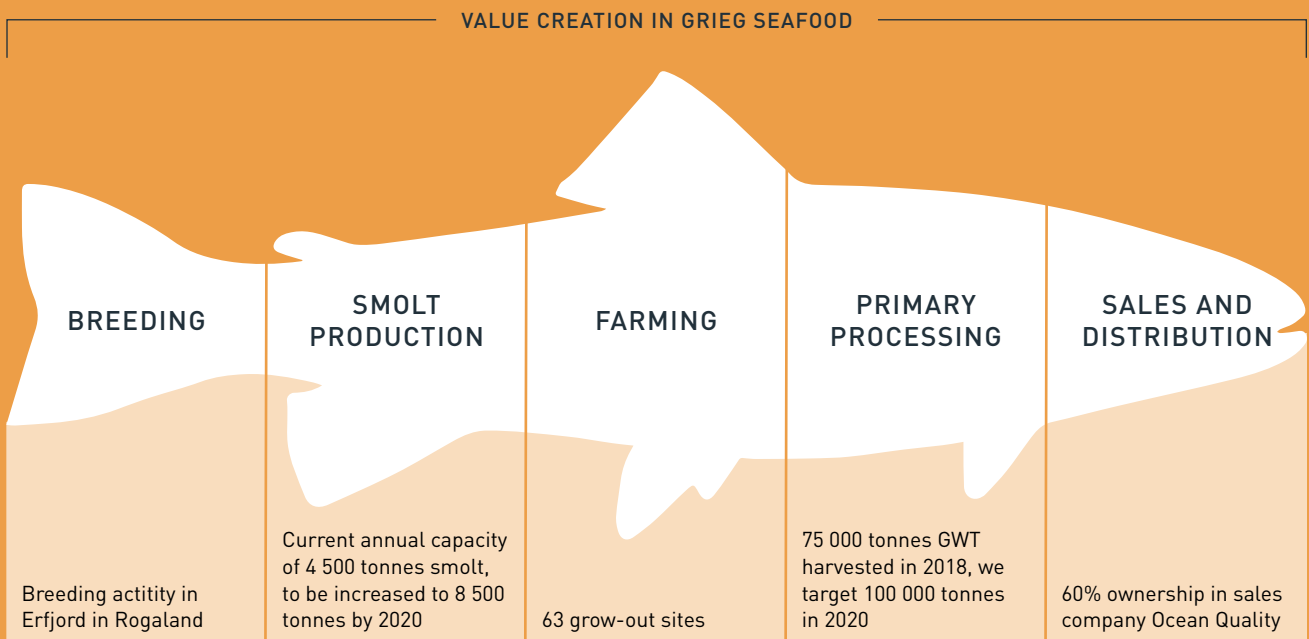 VALUE CREATION IN GRIEG SEAFOOD
BREEDING
SMOLT
PRODUCTION
FARMING
PRIMARY
PROCESSING
SALES AND
DISTRIBUTION
Breeding actitity in
Erfjord in Rogaland
Current annual capacity
of 4 500 tonnes smolt,
to be increased to 8 500
tonnes by 2020
63 grow-out sites
75 000 tonnes GWT
harvested in 2018, we
target 100 000 tonnes
in 2020
60% ownership in sales
company Ocean Quality